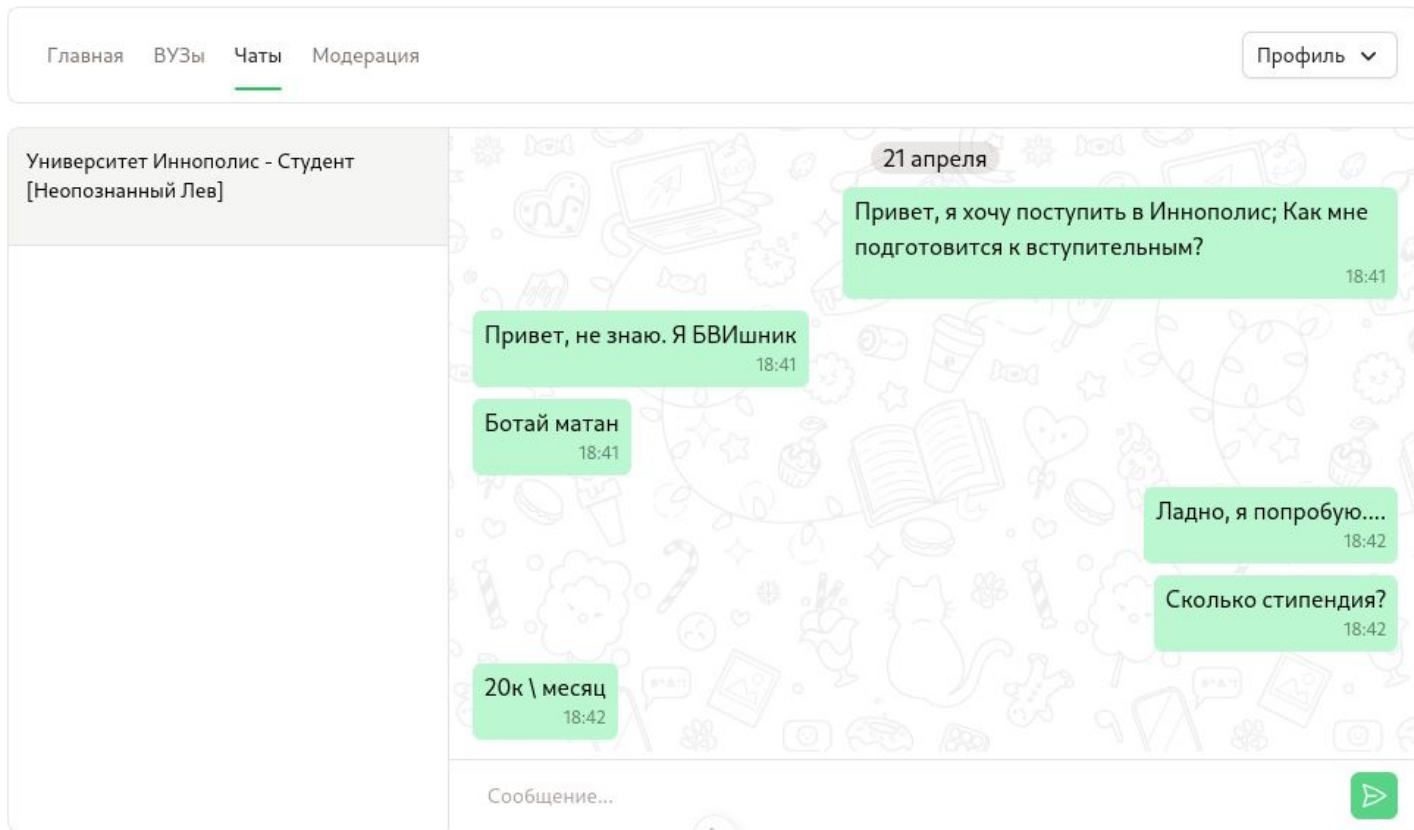 Главная ВУЗы Чаты Модерация Профиль
Университет Иннополис - Студент
[Неопознанный Лев]
21 апреля
Привет, я хочу поступить в Иннополис; Как мне
подготовится к вступительным?
18:41
Привет, не знаю. Я БВИшник
18:41
Ботай матан
18:41
Ладно, я попробую....
18:42
Сколько стипендия?
18:42
20к \ месяц
18:42
Сообщение...